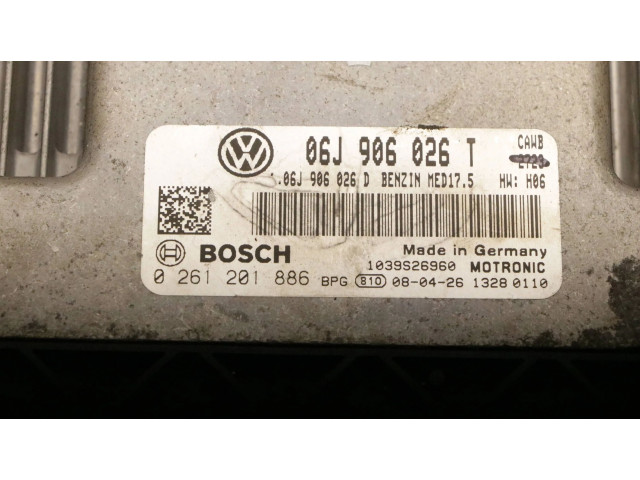 06J 906 026 T CAWB
06J 906 026 D BENZIN MED17.5 HW: H06
BOSCH Made in Germany
1039S26960 MOTRONIC
0 261 201 886 BPG 810 08-04-26 1328 0110